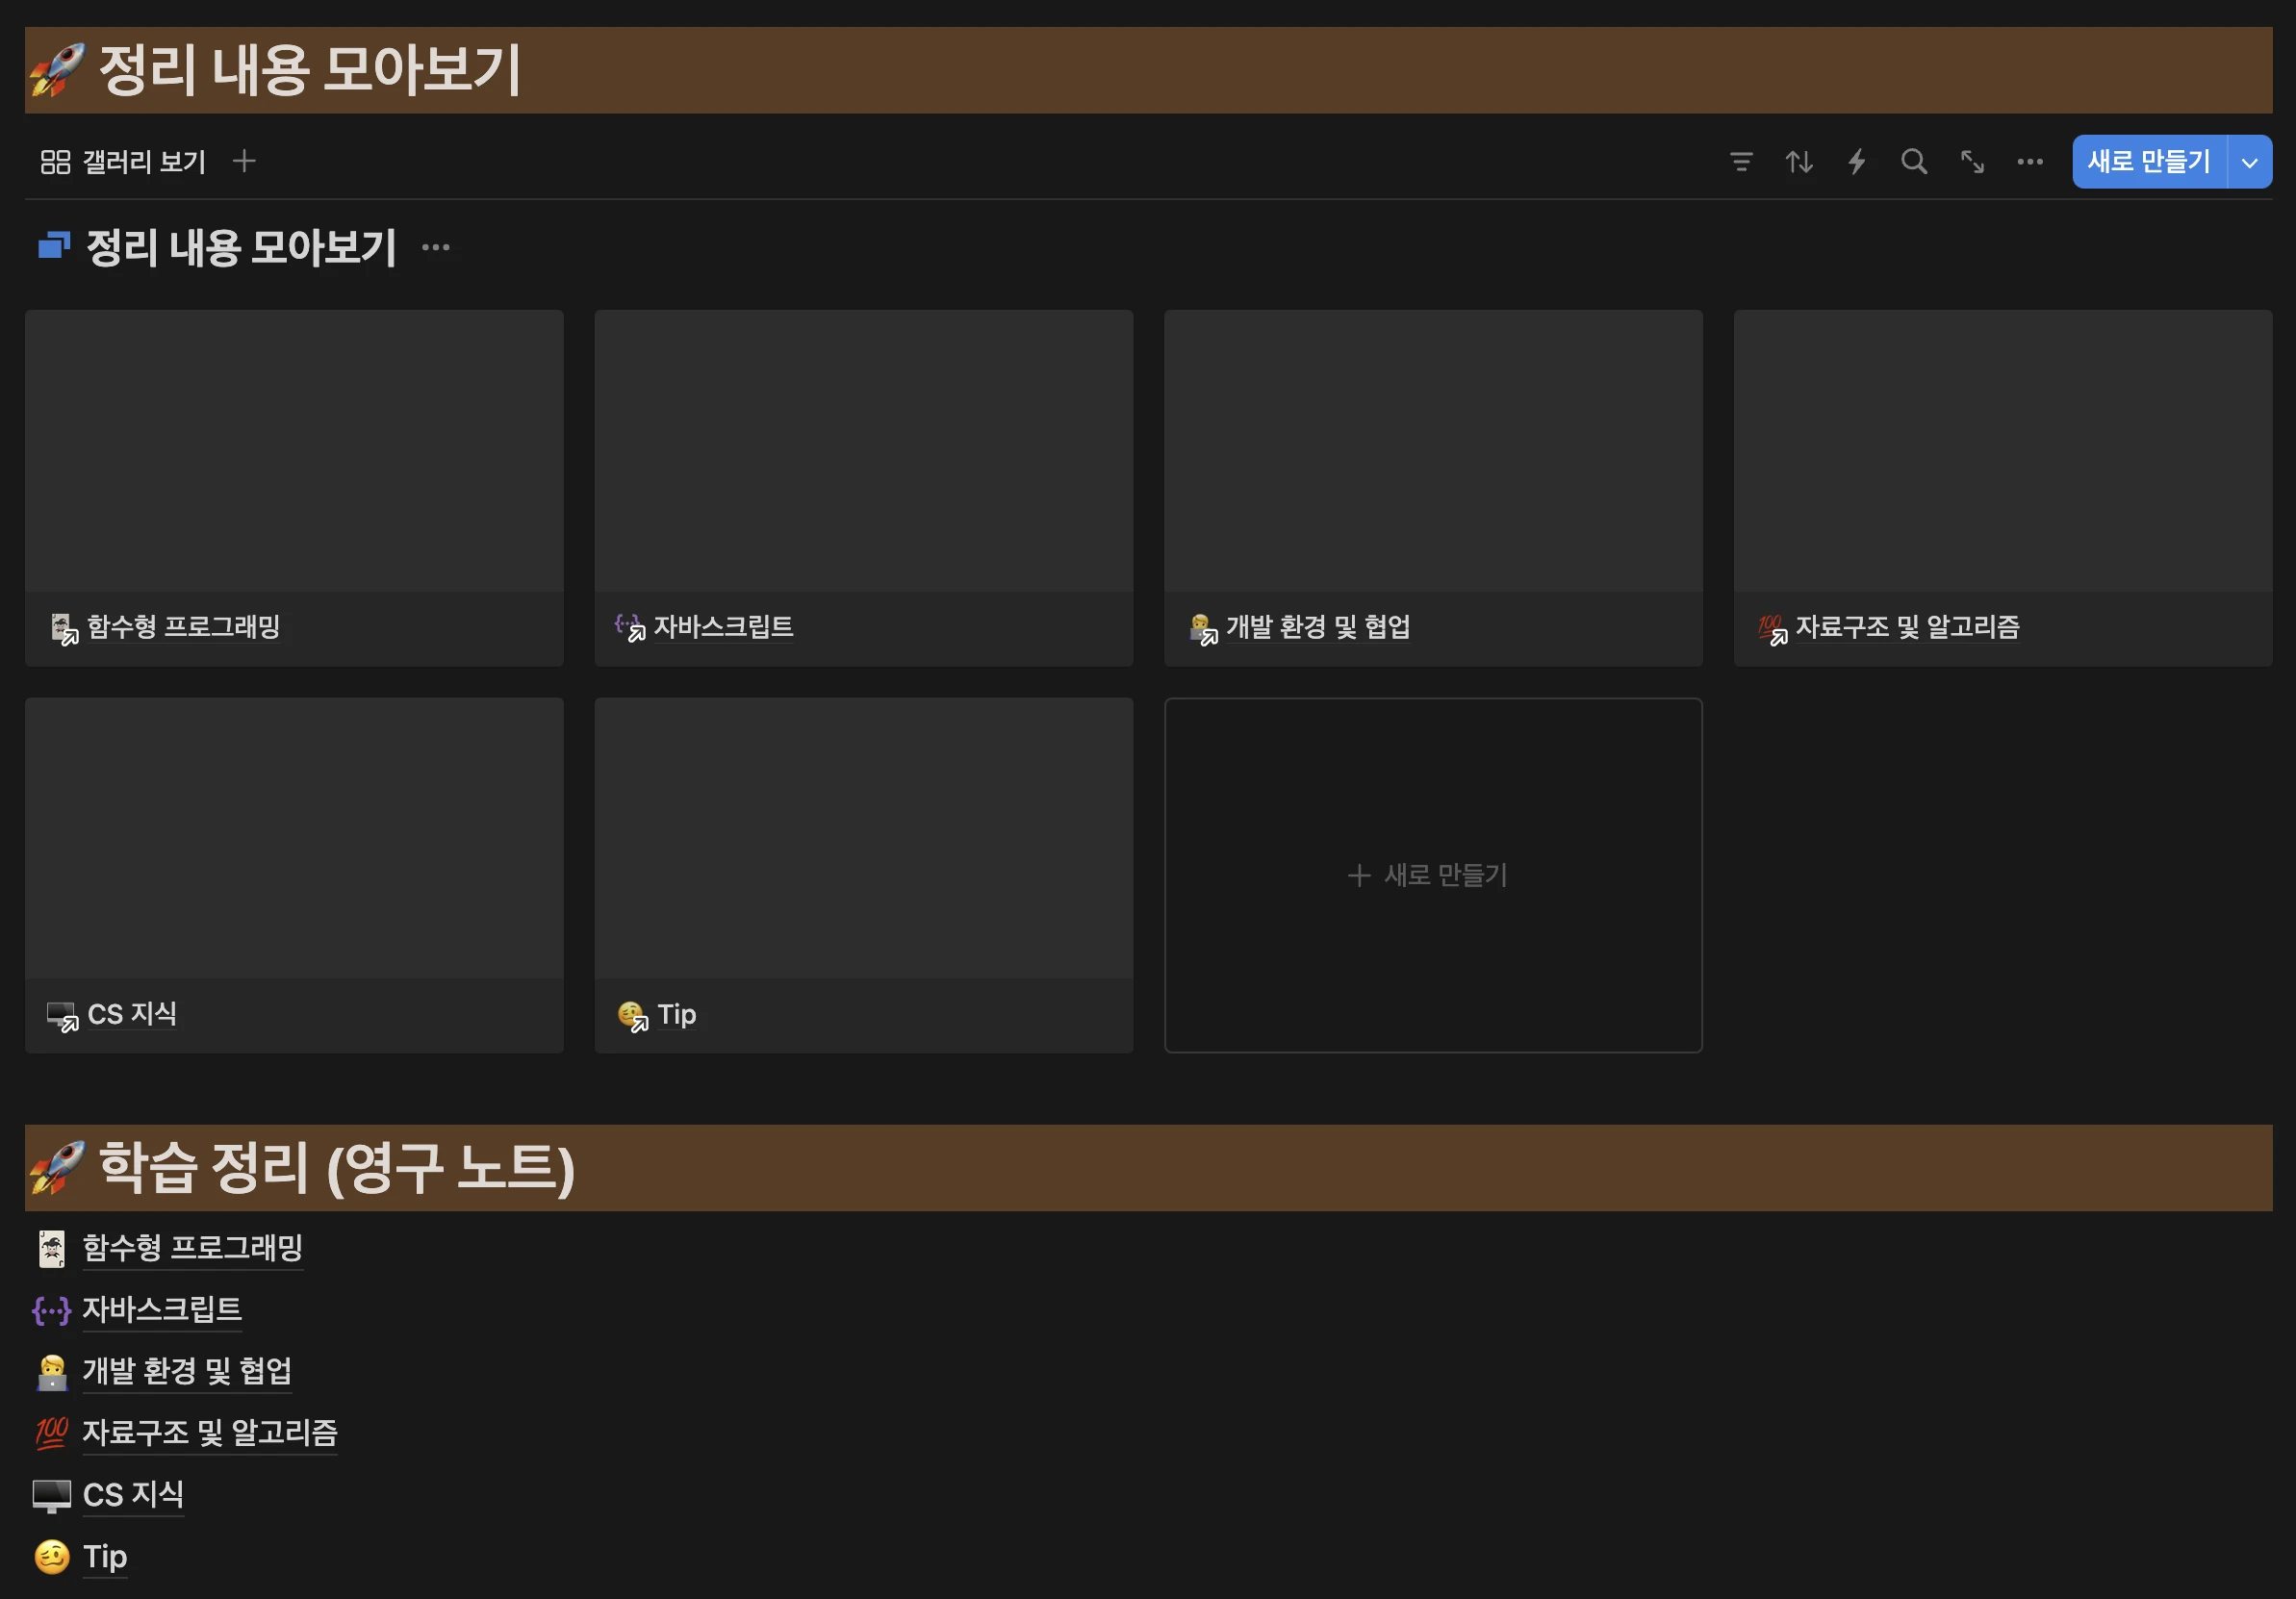 🚀 정리 내용 모아보기
갤러리 보기
새로 만들기
정리 내용 모아보기
함수형 프로그래밍
자바스크립트
개발 환경 및 협업
자료구조 및 알고리즘
CS 지식
Tip
새로 만들기
🚀 학습 정리 (영구 노트)
함수형 프로그래밍
자바스크립트
개발 환경 및 협업
💯 자료구조 및 알고리즘
CS 지식
Tip